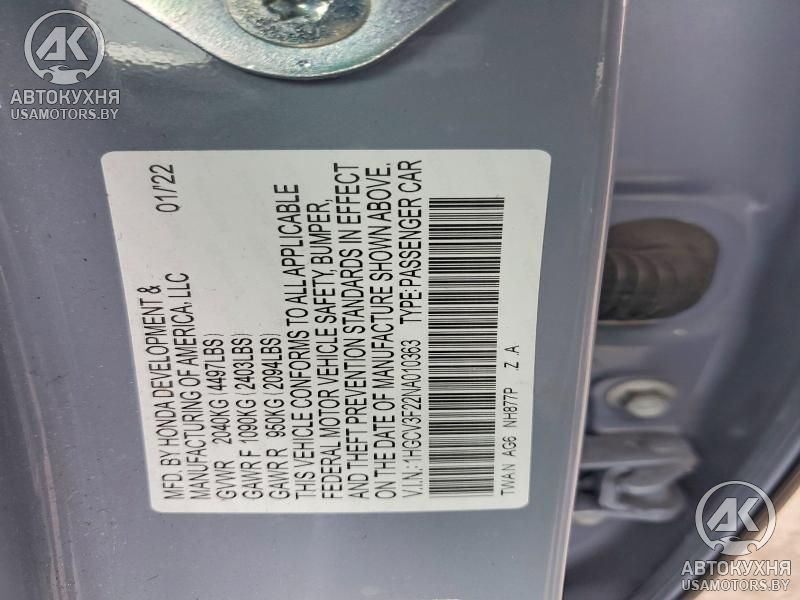 AK
АВТОКУХНЯ
USAMOTORS.BY
MFD. BY HONDA DEVELOPMENT &
MANUFACTURING OF AMERICA, LLC 01/'22
GVWR 2040KG (4497LBS)
GAWR F 1090KG (2403LBS)
GAWR R 950KG (2094LBS)
THIS VEHICLE CONFORMS TO ALL APPLICABLE
FEDERAL MOTOR VEHICLE SAFETY, BUMPER,
AND THEFT PREVENTION STANDARDS IN EFFECT
ON THE DATE OF MANUFACTURE SHOWN ABOVE.
V.I.N.: 1HGCV3F22NA010363 TYPE:PASSENGER CAR
TWAN AG6 NH877P Z A
AK
АВТОКУХНЯ
USAMOTORS.BY